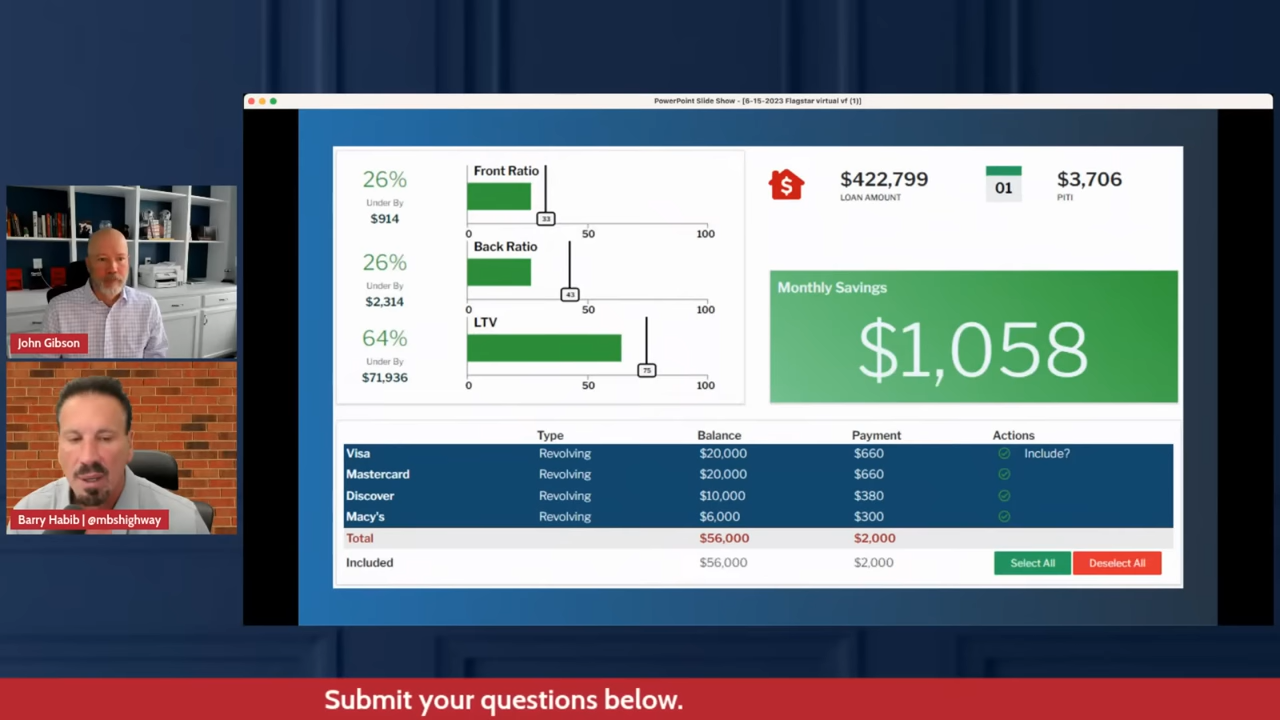 PowerPoint Slide Show - [6-15-2023 Flagstar virtual vf (1)]
26%
Under By
$914
Front Ratio
33
0 50 100
26%
Under By
$2,314
Back Ratio
43
0 50 100
64%
Under By
$71,936
LTV
75
0 50 100
$
$422,799
LOAN AMOUNT
01
$3,706
PITI
Monthly Savings
$1,058
Type Balance Payment Actions
Visa Revolving $20,000 $660 Include?
Mastercard Revolving $20,000 $660
Discover Revolving $10,000 $380
Macy's Revolving $6,000 $300
Total $56,000 $2,000
Included $56,000 $2,000 Select All Deselect All
John Gibson
Barry Habib | @mbshighway
Submit your questions below.